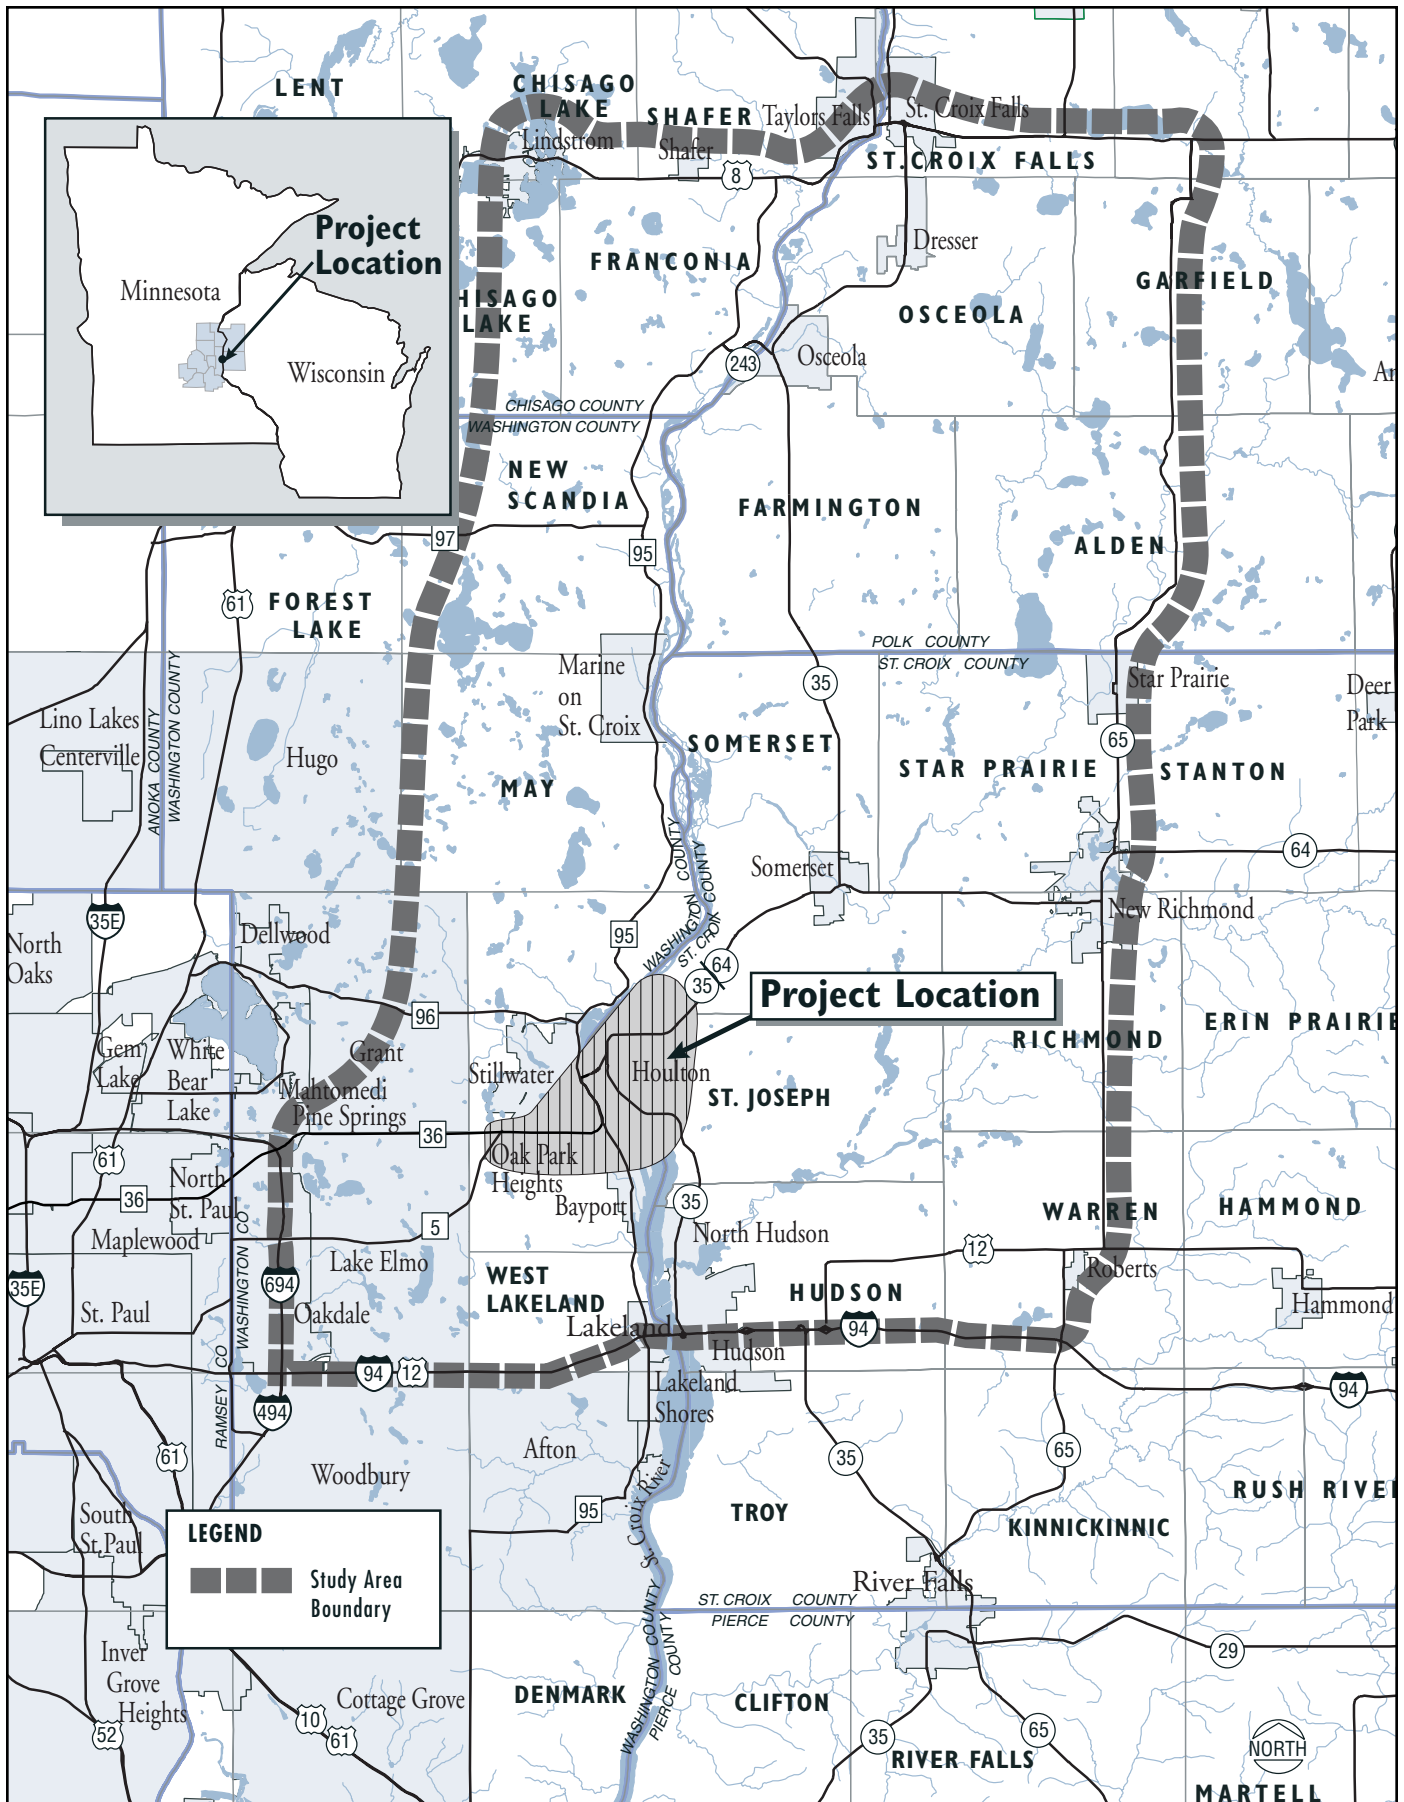 LENT
CHISAGO
LAKE
SHAFER
Taylors Falls
St. Croix Falls
Lindstrom
Shafer
ST. CROIX FALLS
8
Project
Location
Minnesota
Wisconsin
FRANCONIA
Dresser
GARFIELD
HISAGO
LAKE
OSCEOLA
243
Osceola
An
CHISAGO COUNTY
WASHINGTON COUNTY
NEW
SCANDIA
FARMINGTON
97
95
ALDEN
61
FOREST
LAKE
POLK COUNTY
ST. CROIX COUNTY
Marine
on
St. Croix
35
Star Prairie
Deer
Park
Lino Lakes
Centerville
ANOKA COUNTY
WASHINGTON COUNTY
Hugo
SOMERSET
65
STAR PRAIRIE
STANTON
MAY
WASHINGTON COUNTY
ST. CROIX COUNTY
64
Somerset
35E
Dellwood
New Richmond
North
Oaks
95
64
35
Project Location
96
ERIN PRAIRIE
RICHMOND
Gem
Lake
White
Bear
Lake
Grant
Stillwater
Houlton
Mahtomedi
Pine Springs
ST. JOSEPH
36
61
Oak Park
Heights
North
St. Paul
36
Bayport
35
WARREN
HAMMOND
5
North Hudson
Maplewood
WASHINGTON CO
RAMSEY CO
12
Lake Elmo
Roberts
35E
694
WEST
LAKELAND
HUDSON
Hammond
St. Paul
Oakdale
Lakeland
94
Hudson
94
12
Lakeland
Shores
94
494
61
Afton
35
65
Woodbury
St. Croix River
RUSH RIVE
95
TROY
KINNICKINNIC
South
St. Paul
LEGEND
Study Area
Boundary
River Falls
ST. CROIX COUNTY
PIERCE COUNTY
WASHINGTON COUNTY
PIERCE COUNTY
Inver
Grove
Heights
29
Cottage Grove
DENMARK
CLIFTON
10
61
52
35
65
RIVER FALLS
NORTH
MARTELL